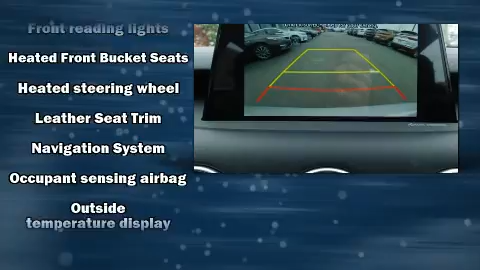 Front reading lights
Heated Front Bucket Seats
Heated steering wheel
Leather Seat Trim
Navigation System
Occupant sensing airbag
Outside
temperature display